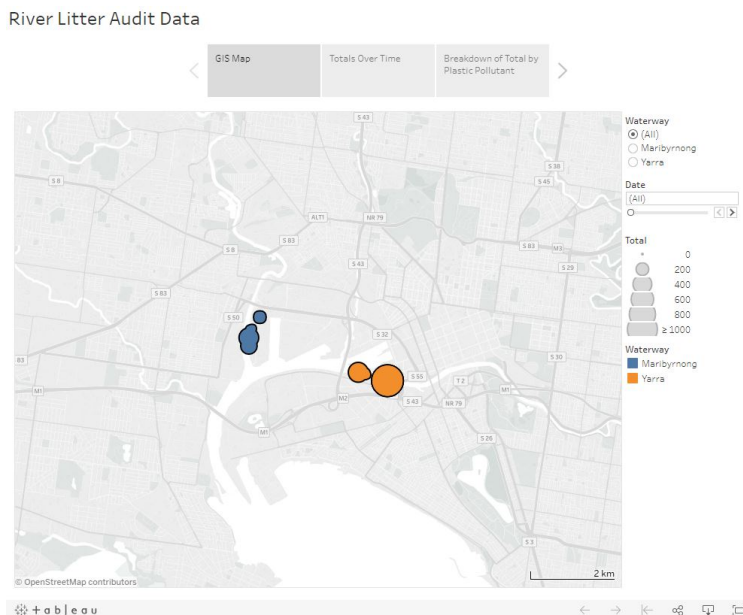 River Litter Audit Data
GIS Map
Totals Over Time
Breakdown of Total by
Plastic Pollutant
Waterway
(All)
Maribyrnong
Yarra
Date
(All)
Total
0
200
400
600
800
≥ 1000
Waterway
Maribyrnong
Yarra
S 43
S 38
S 45
S 8
ALT1
NR 79
S 83
S 8
S 83
M3
S 43
S 29
S 83
S 50
S 32
S 30
83
S 55
T 2
M1
M1
M2
S 43
NR 79
M1
S 26
S 3
2 km
© OpenStreetMap contributors
+ a b | e a u